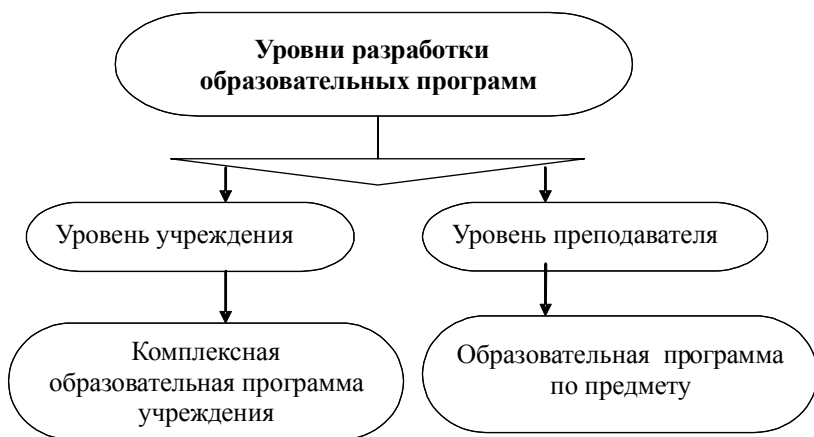 Уровни разработки
образовательных программ
Уровень учреждения
Уровень преподавателя
Комплексная
образовательная программа
учреждения
Образовательная программа
по предмету